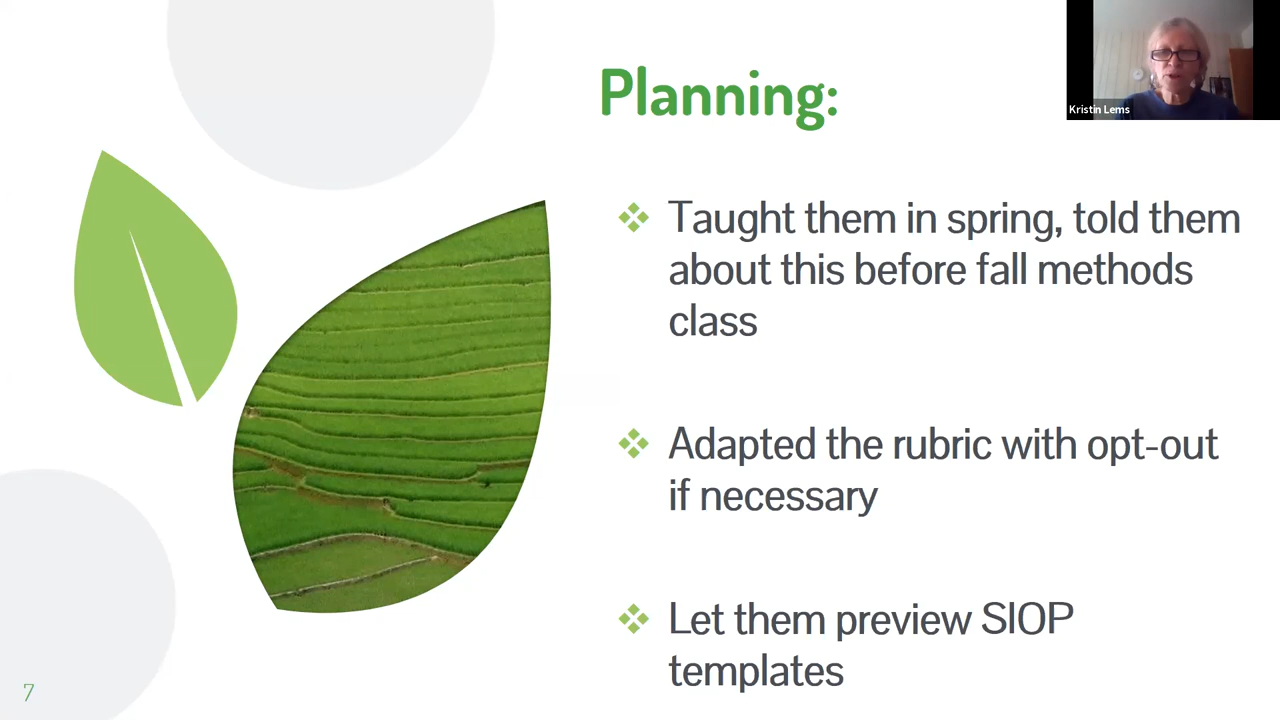 Planning:
Kristin Lems
Taught them in spring, told them
about this before fall methods
class
Adapted the rubric with opt-out
if necessary
Let them preview SIOP
templates
7